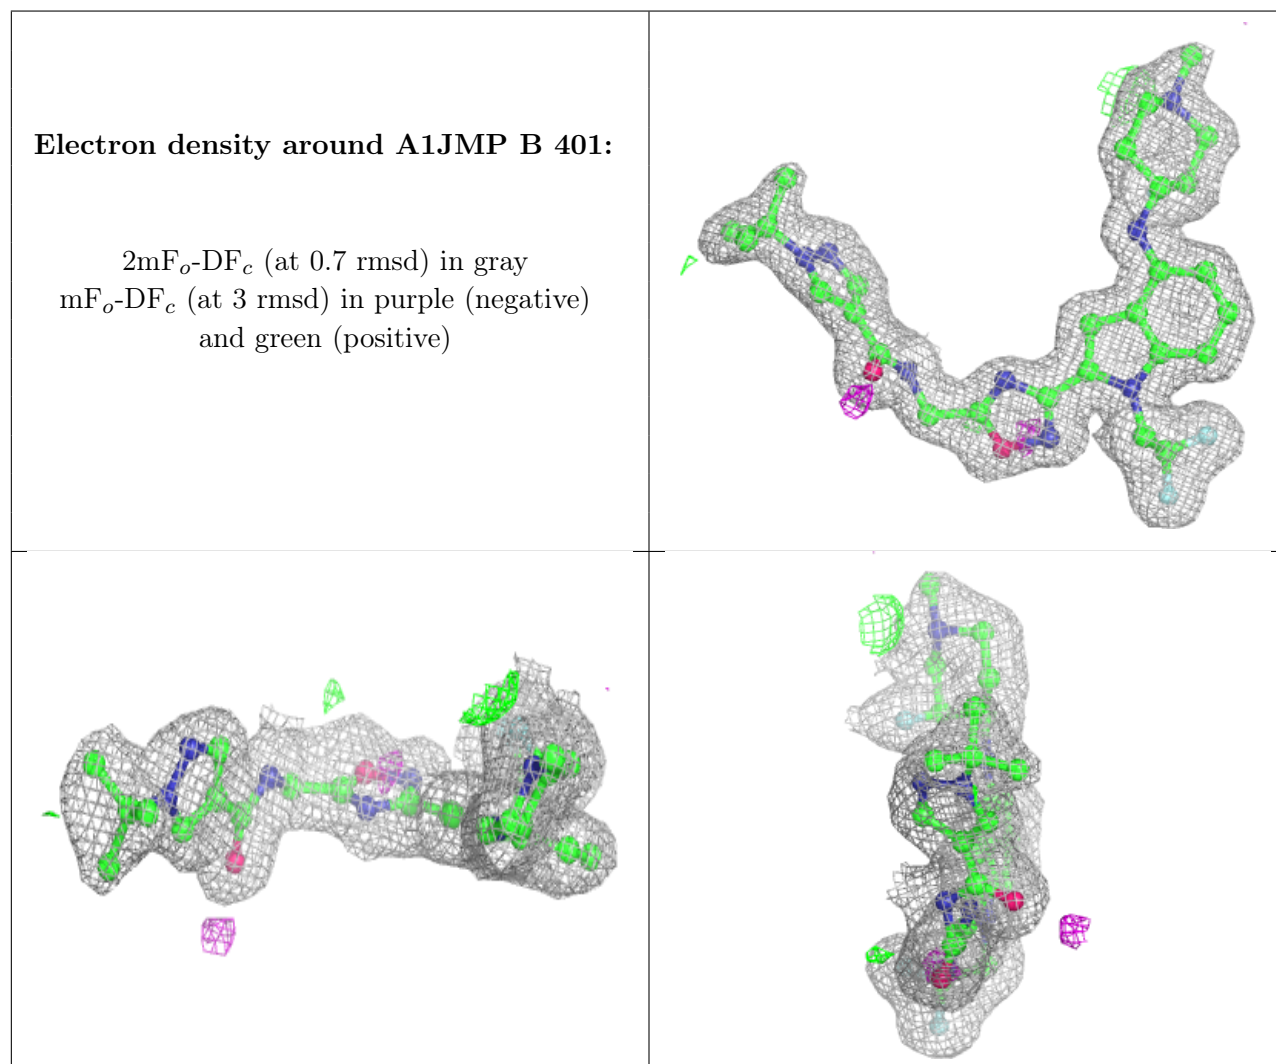 Electron density around A1JMP B 401:
2mFo-DFc (at 0.7 rmsd) in gray
mFo-DFc (at 3 rmsd) in purple (negative)
and green (positive)